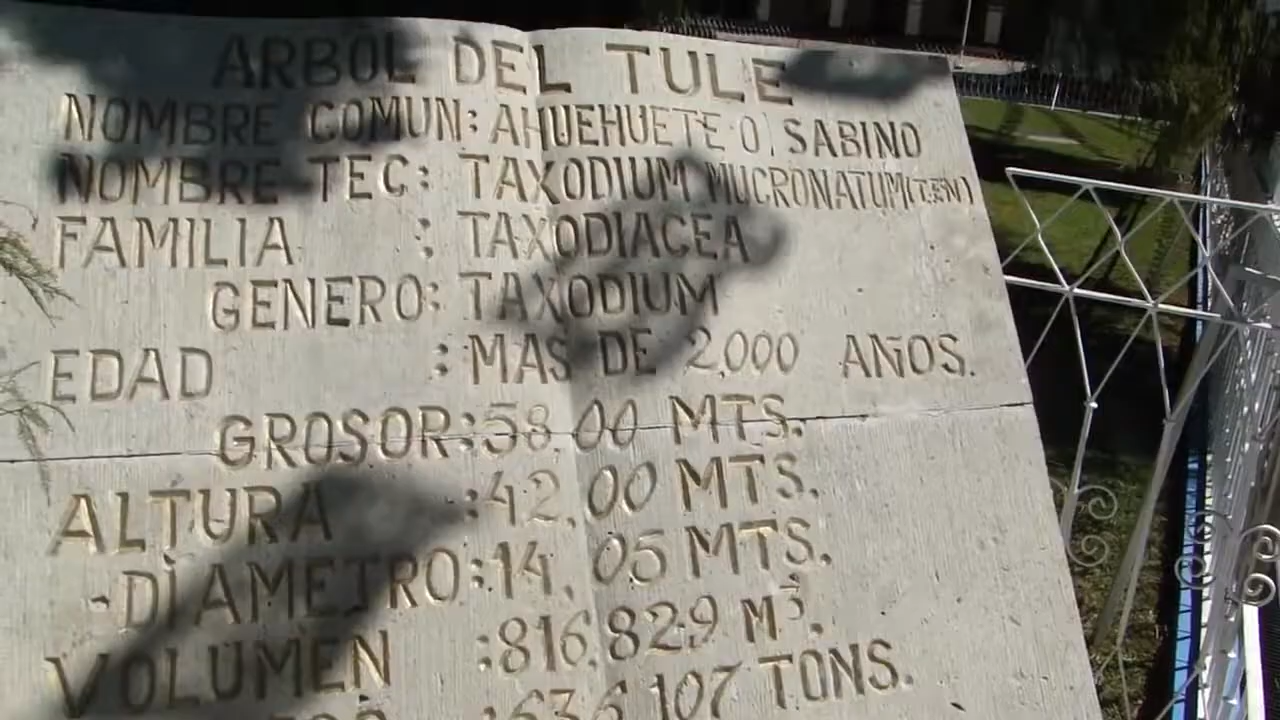 ARBOL DEL TULE
NOMBRE COMUN: AHUEHUETE O SABINO
NOMBRE TEC: TAXODIUM MUCRONATUM(TEN)
FAMILIA : TAXODIACEA
GENERO: TAXODIUM
EDAD : MAS DE 2,000 AÑOS.
GROSOR:58.00 MTS.
ALTURA :42.00 MTS.
-DIAMETRO:14.05 MTS.
VOLUMEN :816.829 M³.
:636.107 TONS.